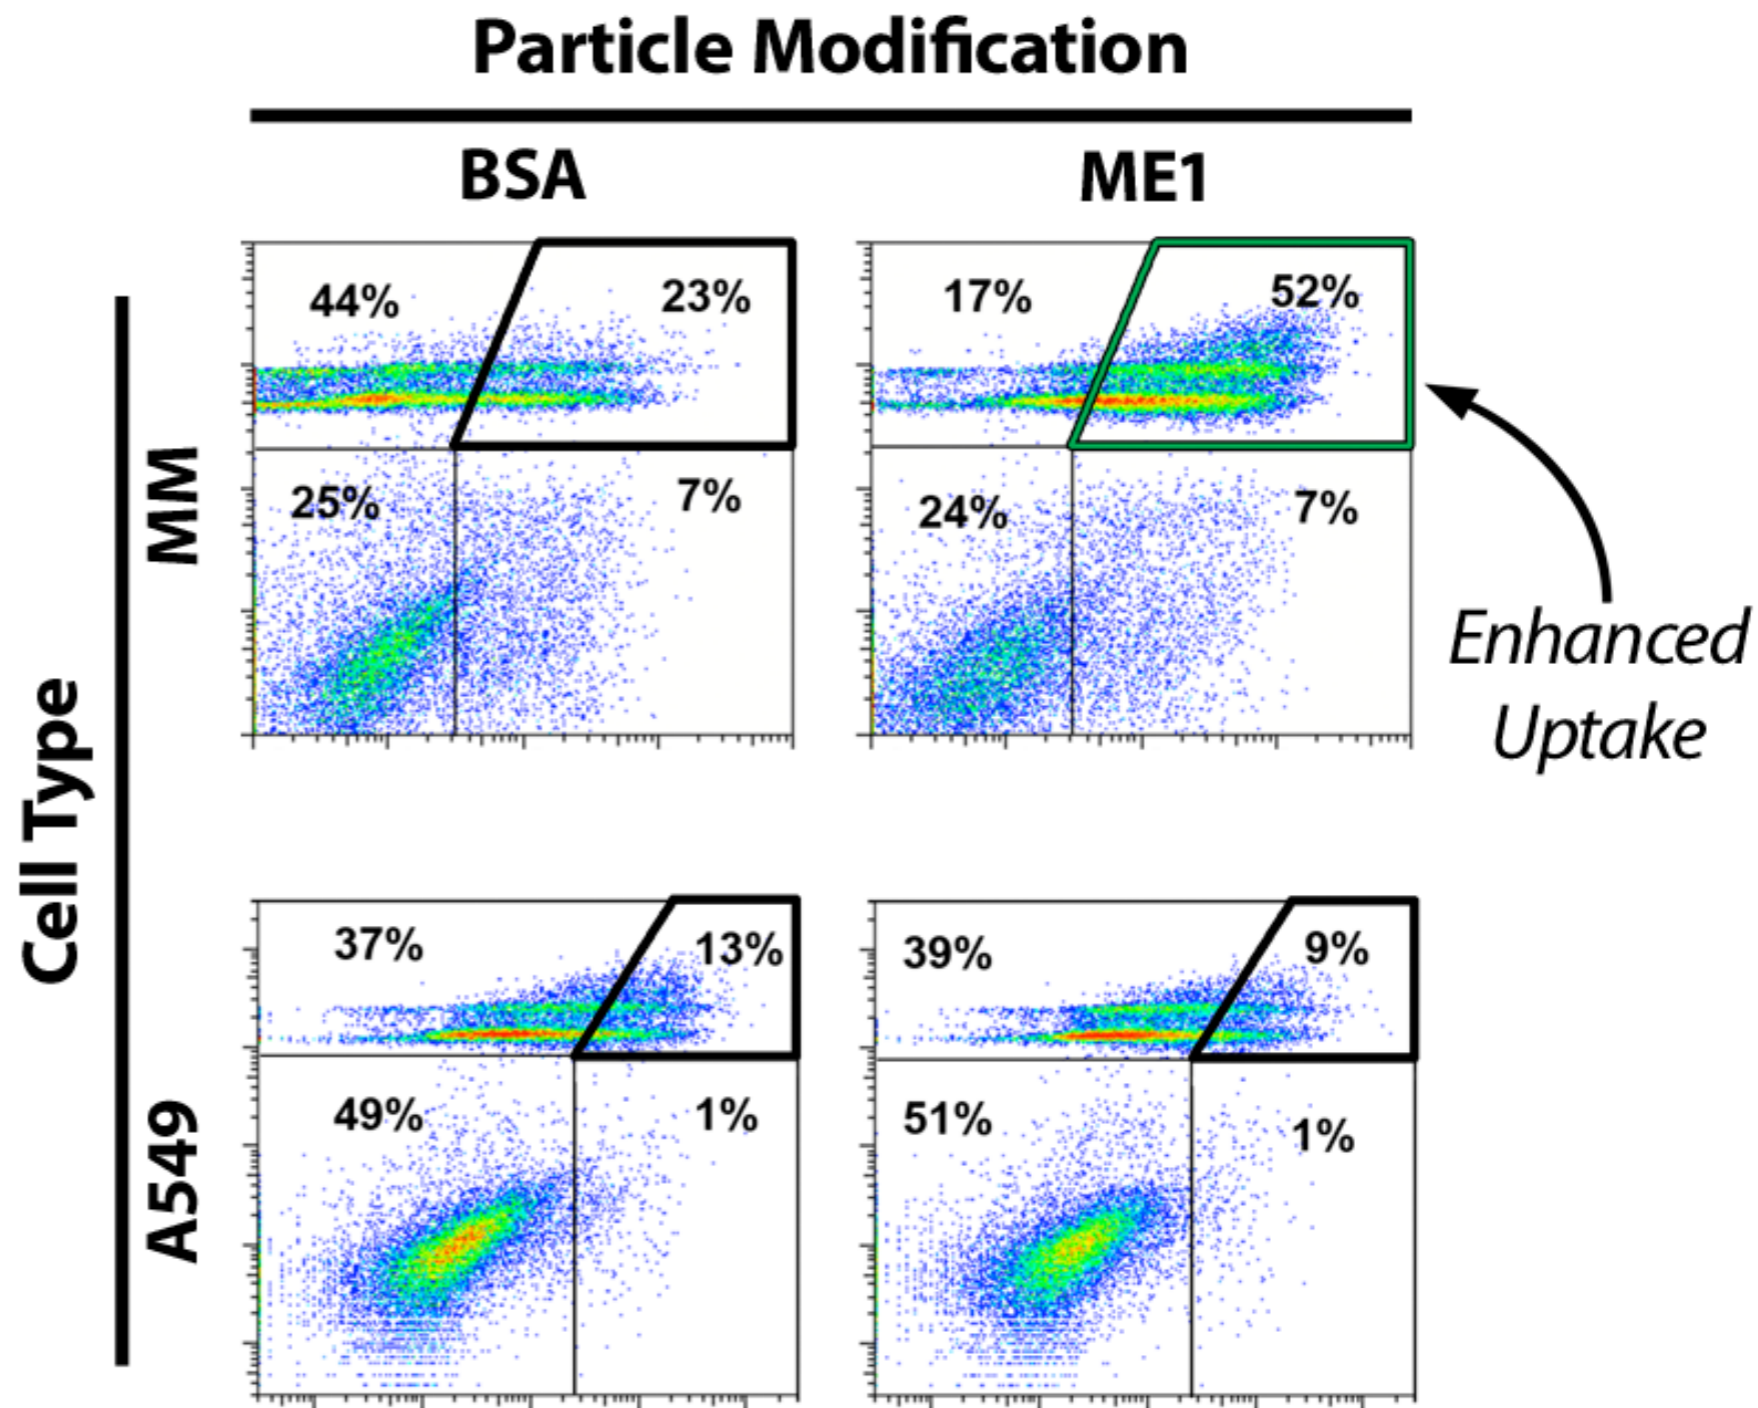 Particle Modification
BSA
ME1
Cell Type
MM
44%
23%
17%
52%
25%
7%
24%
7%
Enhanced
Uptake
A549
37%
13%
39%
9%
49%
1%
51%
1%